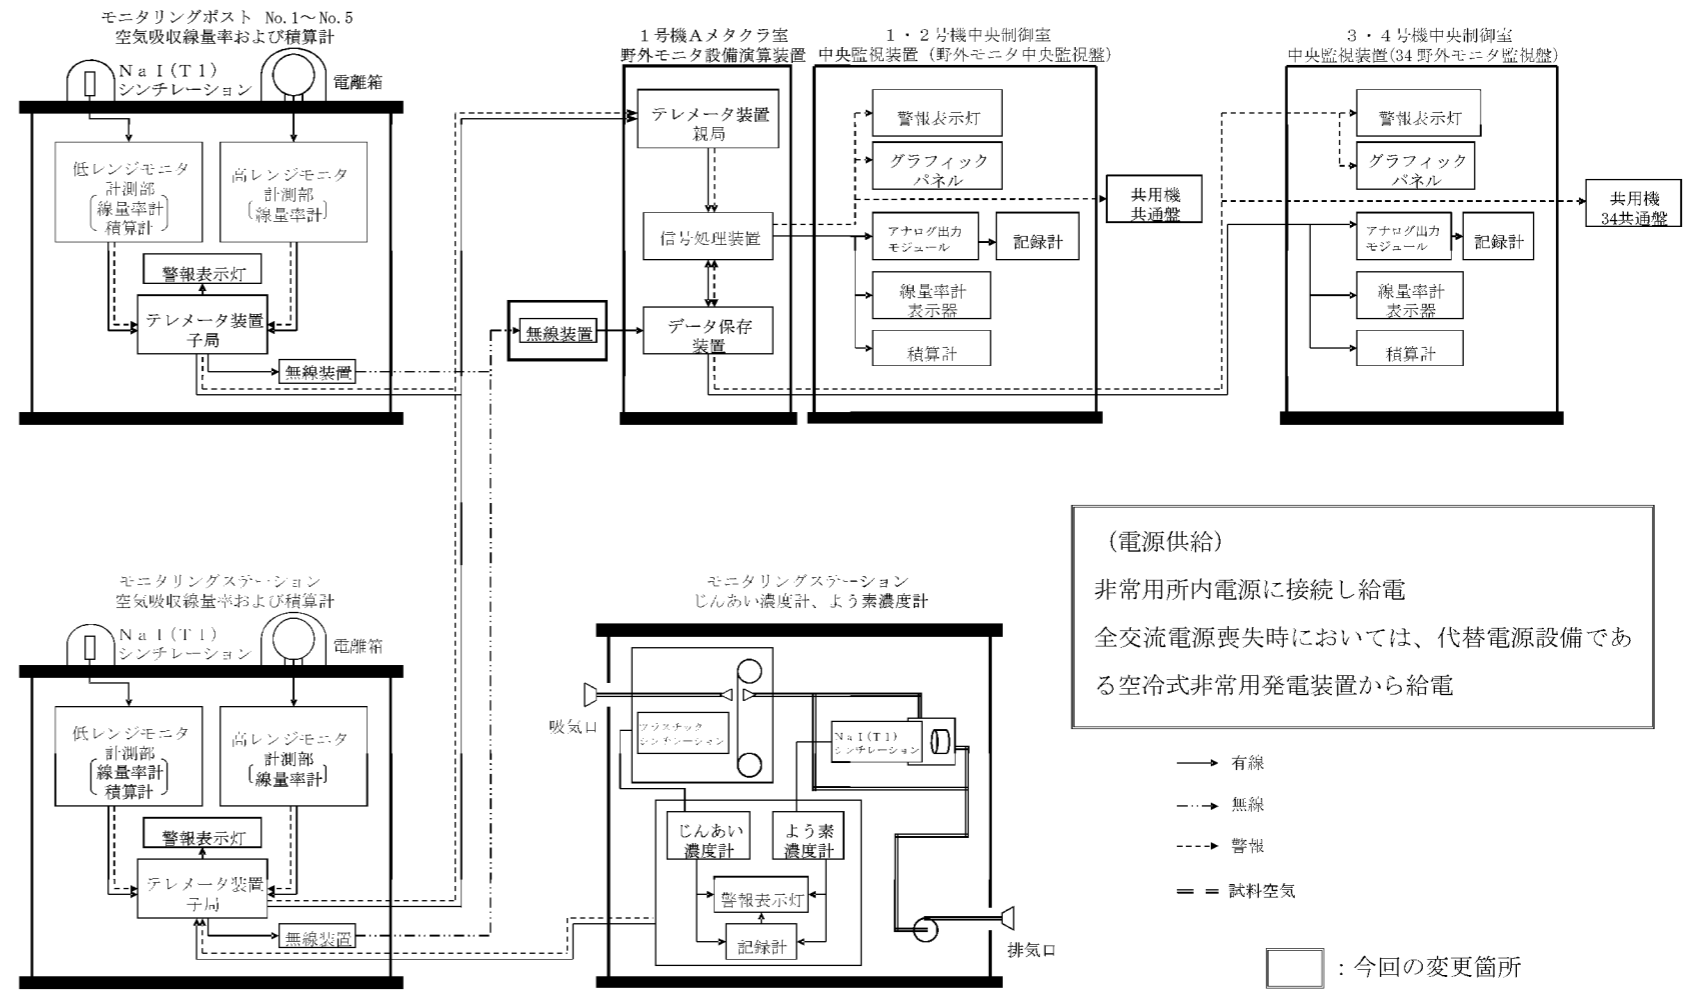 モニタリングポスト No.1～No.5
空気吸収線量率および積算計
ＮａＩ(Ｔ１)
シンチレーション
電離箱
低レンジモニタ
計測部
線量率計
積算計
高レンジモニタ
計測部
線量率計
警報表示灯
テレメータ装置
子局
無線装置
１号機Ａメタクラ室
野外モニタ設備演算装置
テレメータ装置
親局
信号処理装置
無線装置
データ保存
装置
１・２号機中央制御室
中央監視装置（野外モニタ中央監視盤）
警報表示灯
グラフィック
パネル
共用機
共通盤
アナログ出力
モジュール
記録計
線量率計
表示器
積算計
３・４号機中央制御室
中央監視装置(34野外モニタ監視盤)
警報表示灯
グラフィック
パネル
共用機
34共通盤
アナログ出力
モジュール
記録計
線量率計
表示器
積算計
モニタリングステーション
空気吸収線量率および積算計
ＮａＩ(Ｔ１)
シンチレーション
電離箱
低レンジモニタ
計測部
線量率計
積算計
高レンジモニタ
計測部
線量率計
警報表示灯
テレメータ装置
子局
無線装置
モニタリングステーション
じんあい濃度計、よう素濃度計
吸気口
プラスチック
シンチレーション
ＮａＩ(Ｔ１)
シンチレーション
じんあい
濃度計
よう素
濃度計
警報表示灯
記録計
排気口
（電源供給）
非常用所内電源に接続し給電
全交流電源喪失時においては、代替電源設備であ
る空冷式非常用発電装置から給電
有線
無線
警報
試料空気
：今回の変更箇所